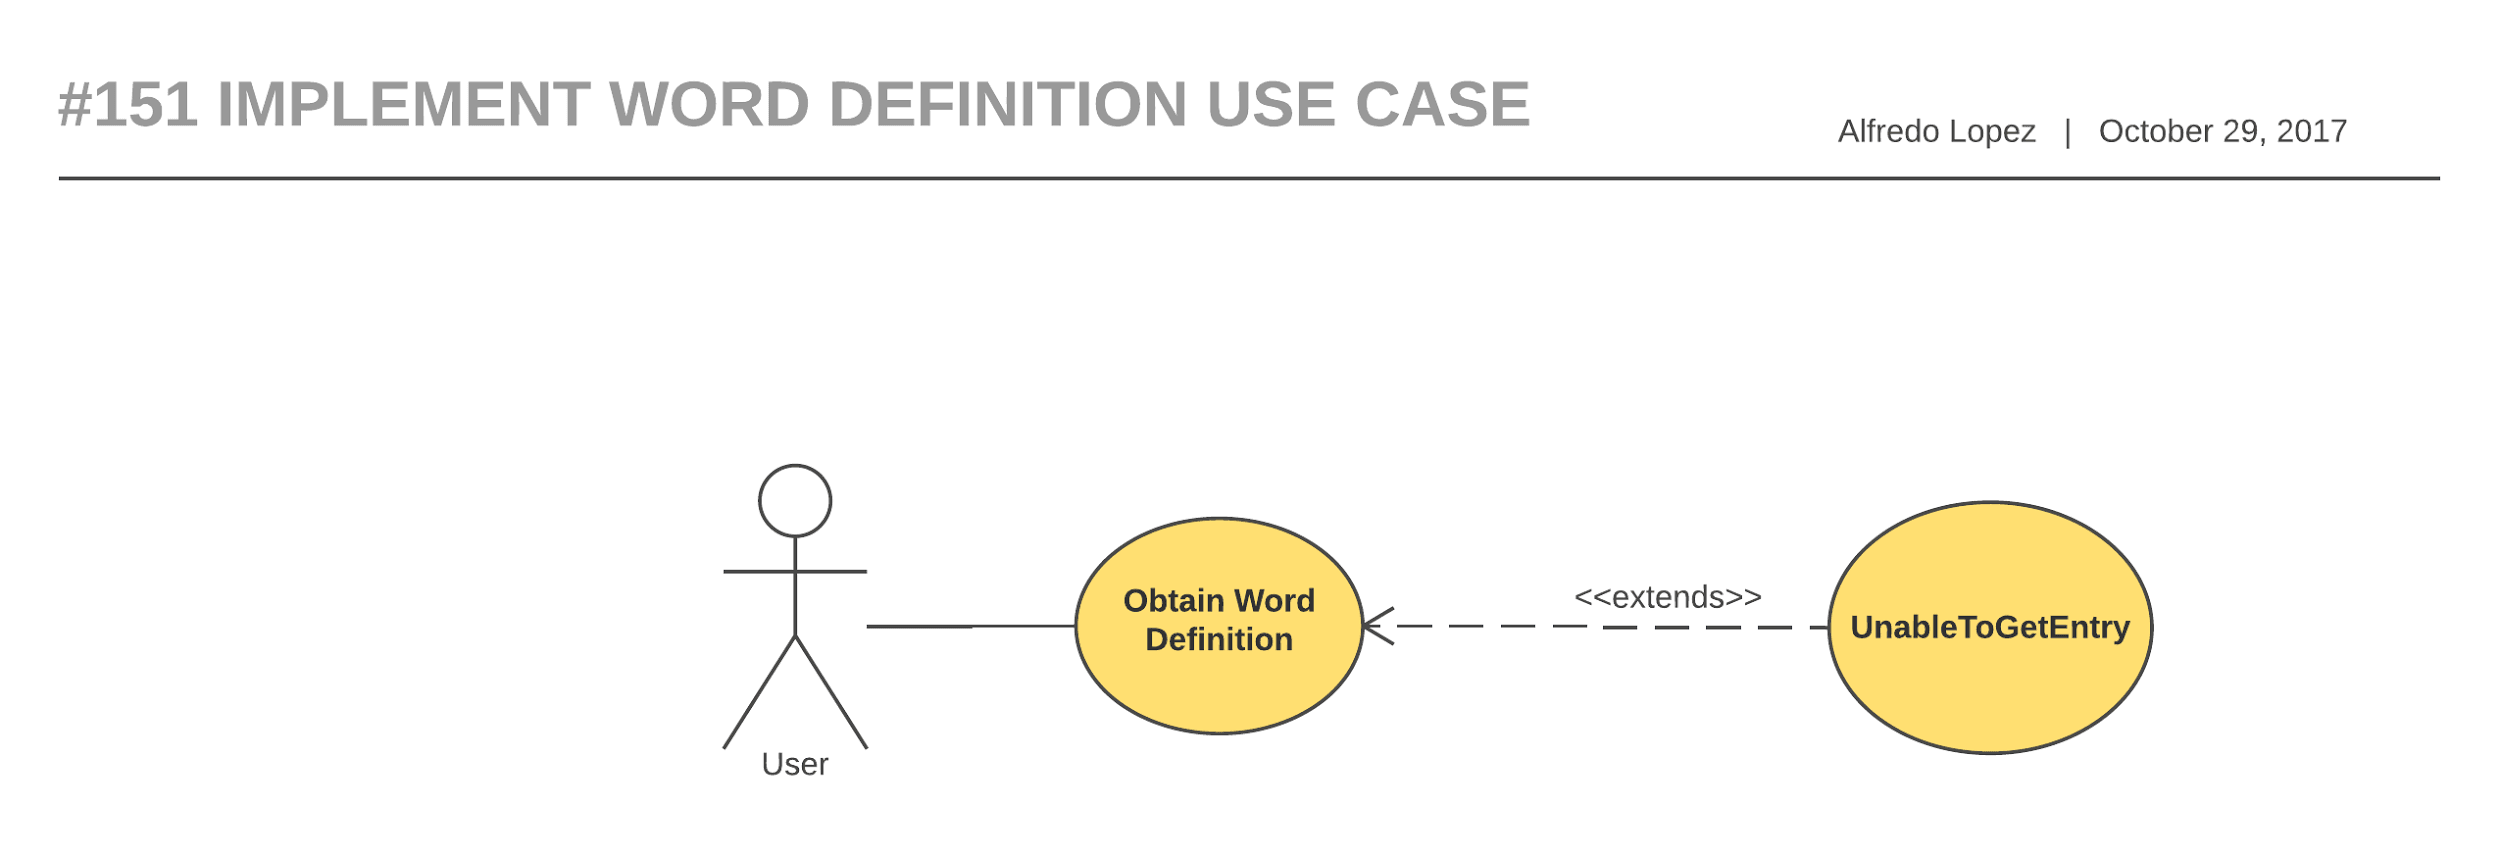 #151 IMPLEMENT WORD DEFINITION USE CASE
Alfredo Lopez | October 29, 2017
Obtain Word
Definition
<<extends>>
UnableToGetEntry
User